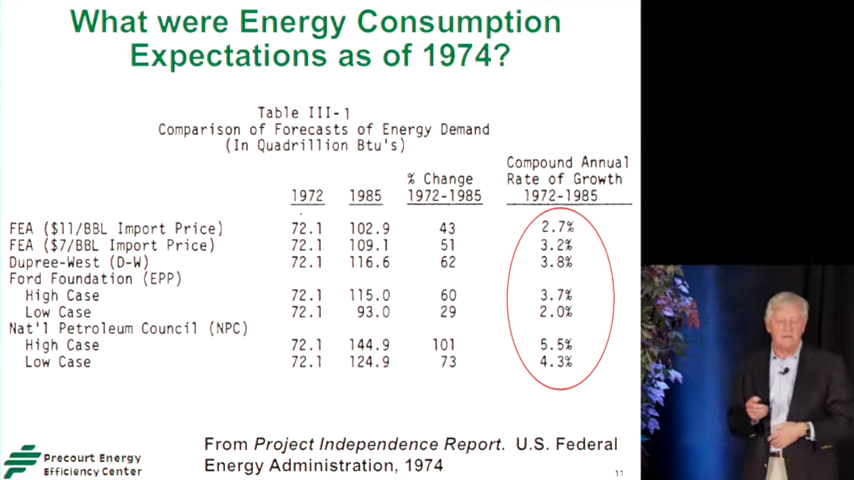 What were Energy Consumption
Expectations as of 1974?
Table III-1
Comparison of Forecasts of Energy Demand
(In Quadrillion Btu's)
1972 1985 % Change 1972-1985 Compound Annual Rate of Growth 1972-1985
FEA ($11/BBL Import Price) 72.1 102.9 43 2.7%
FEA ($7/BBL Import Price) 72.1 109.1 51 3.2%
Dupree-West (D-W) 72.1 116.6 62 3.8%
Ford Foundation (EPP)
High Case 72.1 115.0 60 3.7%
Low Case 72.1 93.0 29 2.0%
Nat'l Petroleum Council (NPC)
High Case 72.1 144.9 101 5.5%
Low Case 72.1 124.9 73 4.3%
From Project Independence Report. U.S. Federal
Energy Administration, 1974
Precourt Energy
Efficiency Center
11